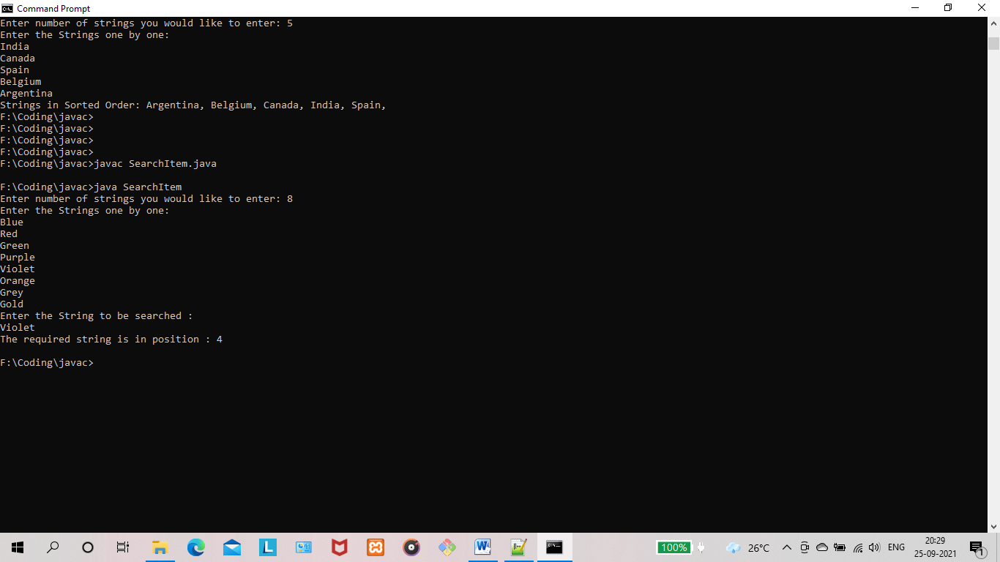 Command Prompt
Enter number of strings you would like to enter: 5
Enter the Strings one by one:
India
Canada
Spain
Belgium
Argentina
Strings in Sorted Order: Argentina, Belgium, Canada, India, Spain,
F:\Coding\javac>
F:\Coding\javac>
F:\Coding\javac>
F:\Coding\javac>
F:\Coding\javac>javac SearchItem.java
F:\Coding\javac>java SearchItem
Enter number of strings you would like to enter: 8
Enter the Strings one by one:
Blue
Red
Green
Purple
Violet
Orange
Grey
Gold
Enter the String to be searched :
Violet
The required string is in position : 4
F:\Coding\javac>
100%
26°C
ENG
20:29
25-09-2021
1